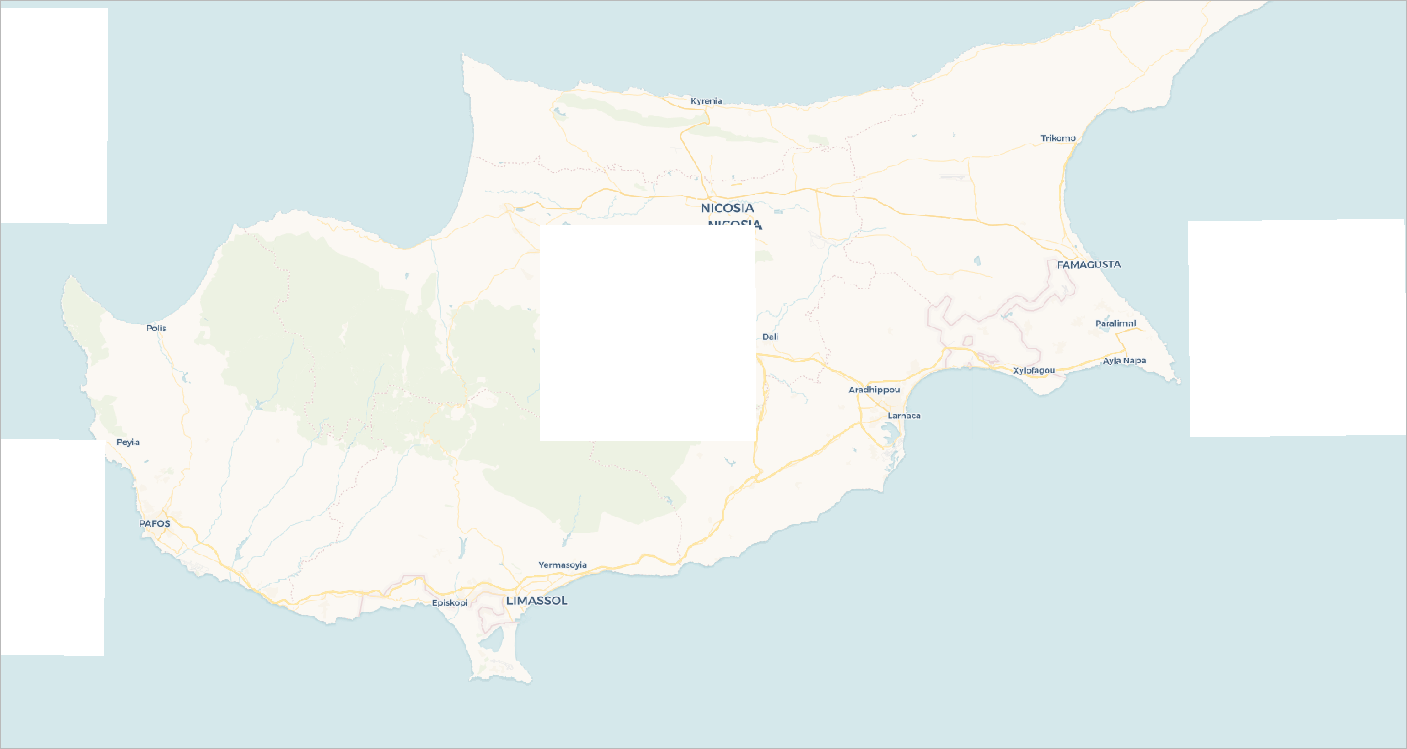 Kyrenia
Trikomo
NICOSIA
NICOSIA
FAMAGUSTA
Polis
Paralimni
Dali
Ayia Napa
Xylofagou
Aradhippou
Larnaca
Peyia
PAFOS
Yermasoyia
Episkopi
LIMASSOL